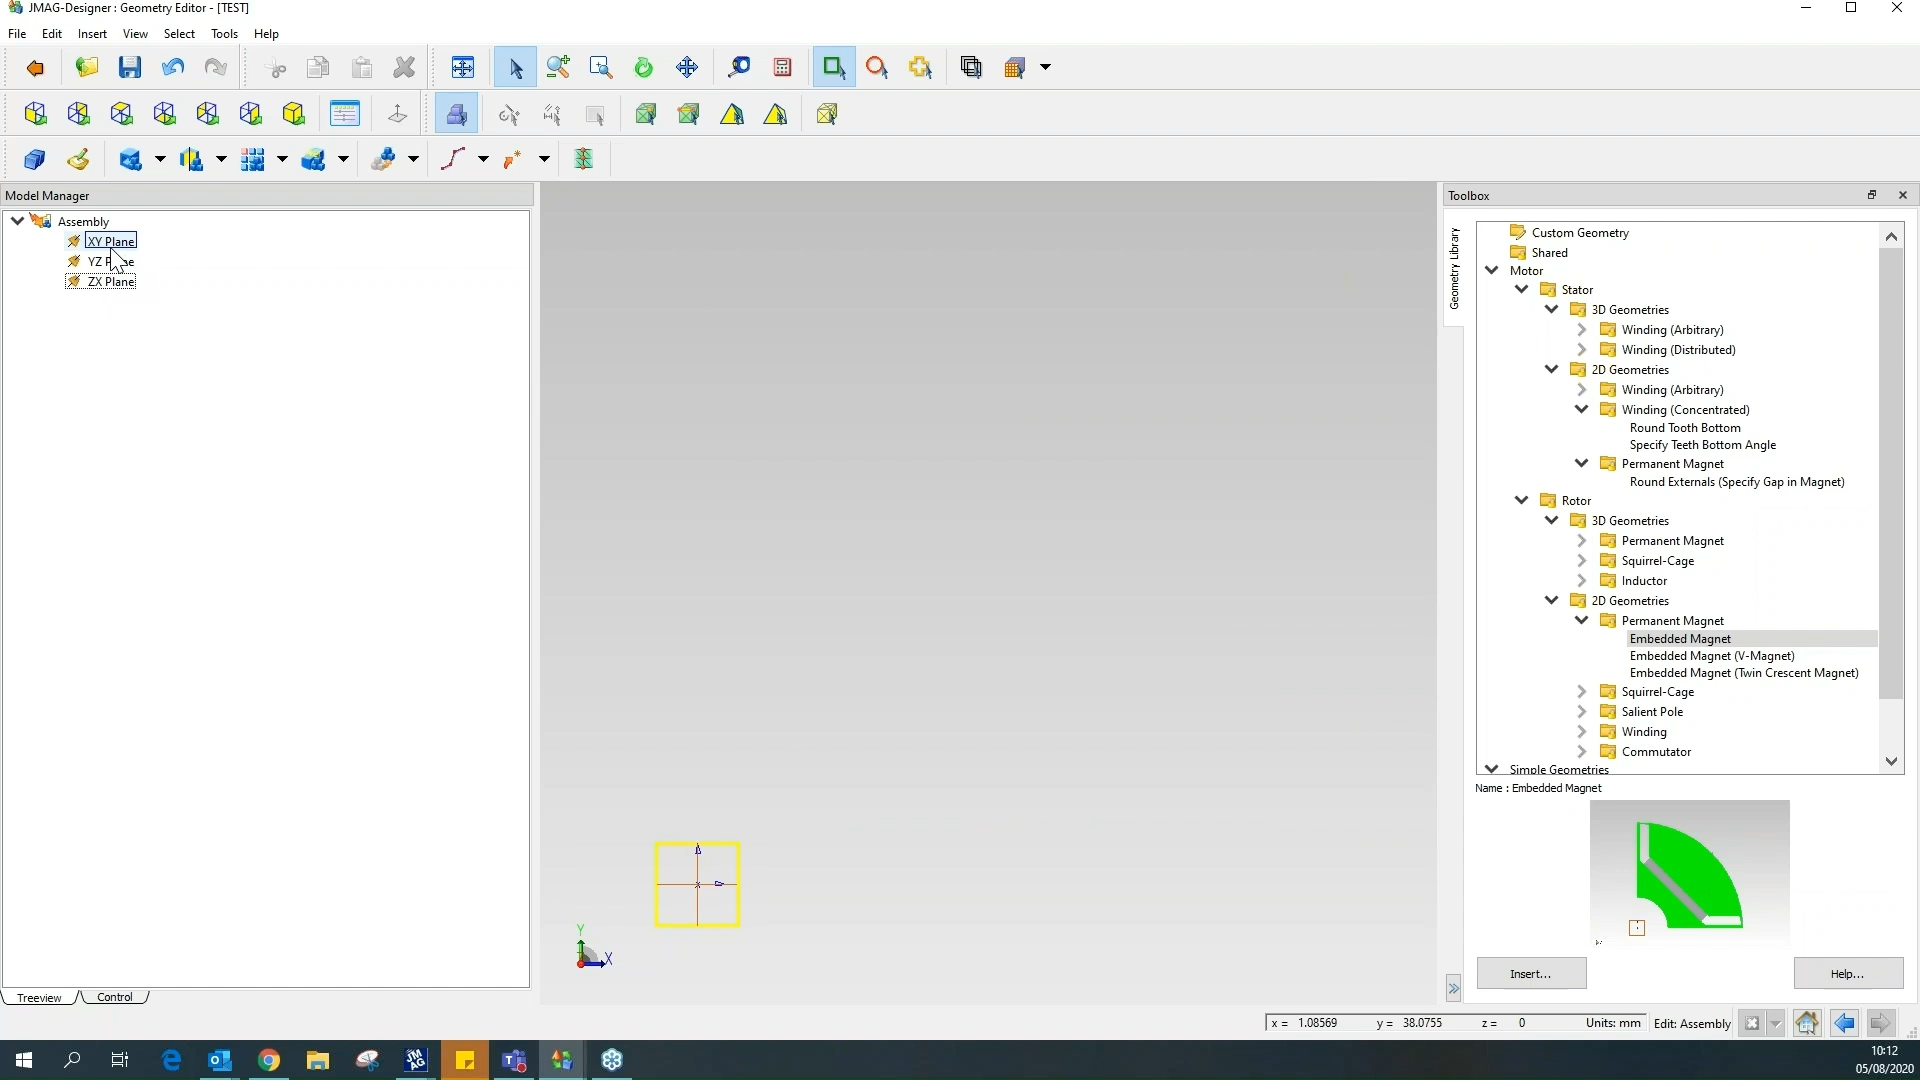 JMAG-Designer : Geometry Editor - [TEST]
File Edit Insert View Select Tools Help
Model Manager
Assembly
XY Plane
ZX Plane
Treeview
Control
Toolbox
Geometry Library
Custom Geometry
Shared
Motor
Stator
3D Geometries
Winding (Arbitrary)
Winding (Distributed)
2D Geometries
Winding (Arbitrary)
Winding (Concentrated)
Round Tooth Bottom
Specify Teeth Bottom Angle
Permanent Magnet
Round Externals (Specify Gap in Magnet)
Rotor
3D Geometries
Permanent Magnet
Squirrel-Cage
Inductor
2D Geometries
Permanent Magnet
Embedded Magnet
Embedded Magnet (V-Magnet)
Embedded Magnet (Twin Crescent Magnet)
Squirrel-Cage
Salient Pole
Winding
Commutator
Simple Geometries
Name : Embedded Magnet
Insert...
Help...
Y
X
x = 1.08569 y = 38.0755 z = 0 Units: mm Edit: Assembly
JM
AG
10:12
05/08/2020